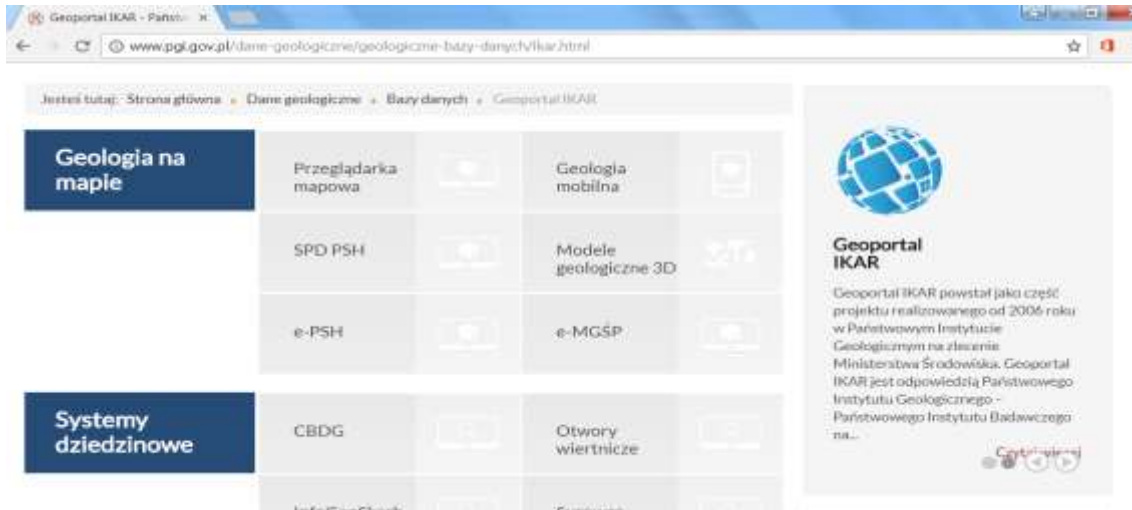 Geoportal IKAR - Państw
www.pgi.gov.pl/dane-geologiczne/geologiczne-bazy-danych/ikar.html
Jesteś tutaj: Strona główna Dane geologiczne Bazy danych Geoportal IKAR
Geologia na
mapie
Przeglądarka
mapowa
Geologia
mobilna
SPD PSH
Modele
geologiczne 3D
e-PSH
e-MGŚP
Systemy
dziedzinowe
CBDG
Otwory
wiertnicze
Geoportal
IKAR
Geoportal IKAR powstał jako część
projektu realizowanego od 2006 roku
w Państwowym Instytucie
Geologicznym na zlecenie
Ministerstwa Środowiska. Geoportal
IKAR jest odpowiedzią Państwowego
Instytutu Geologicznego -
Państwowego Instytutu Badawczego
na...